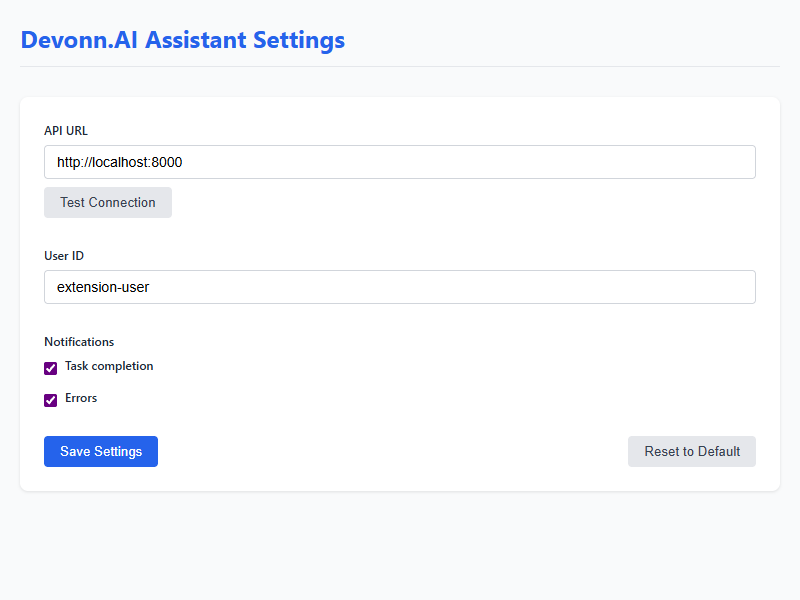 Devonn.AI Assistant Settings
API URL
http://localhost:8000
Test Connection
User ID
extension-user
Notifications
Task completion
Errors
Save Settings
Reset to Default